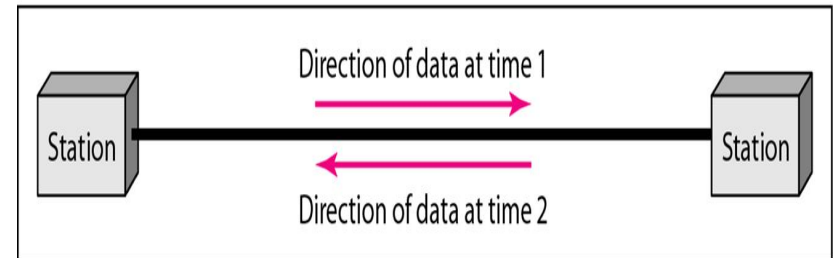 Direction of data at time 1
Station
Station
Direction of data at time 2